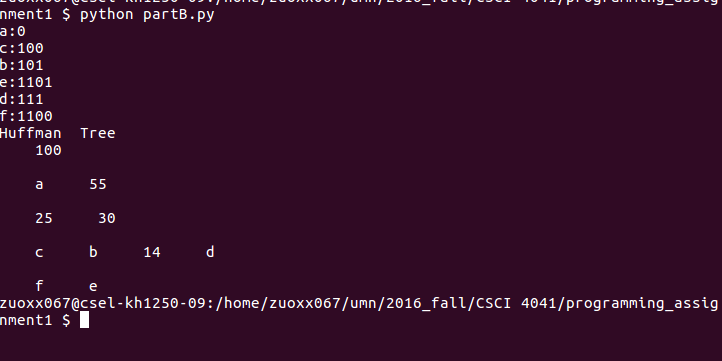 zuoxx067@csel-kh1250-09:/home/zuoxx067/umn/2016_fall/CSCI 4041/programming_assig
nment1 $ python partB.py
a:0
c:100
b:101
e:1101
d:111
f:1100
Huffman  Tree
    100
    a     55
    25     30
    c     b     14     d
    f     e
zuoxx067@csel-kh1250-09:/home/zuoxx067/umn/2016_fall/CSCI 4041/programming_assig
nment1 $